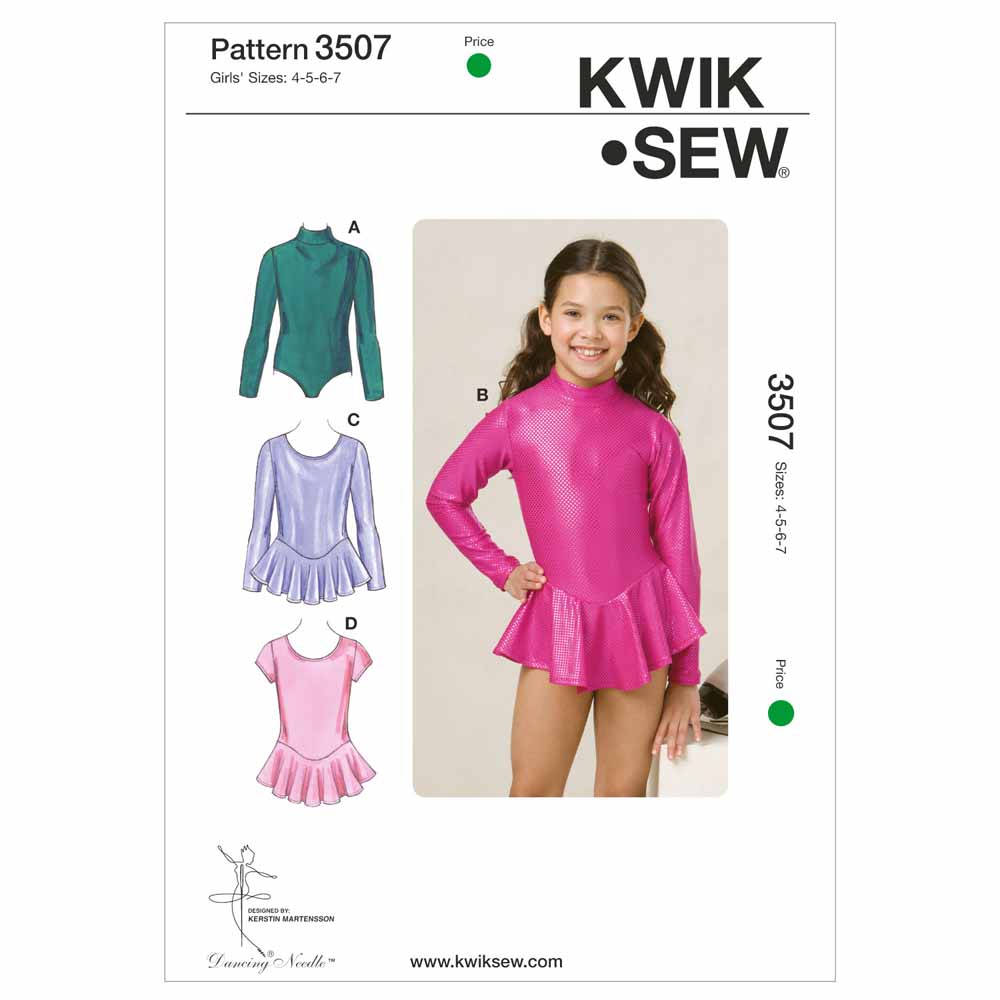 Pattern 3507
Girls' Sizes: 4-5-6-7
Price
KWIK
•SEW®
A
B
C
D
3507 Sizes: 4-5-6-7
Price
DESIGNED BY:
KERSTIN MARTENSSON
Dancing Needle™
®
www.kwiksew.com